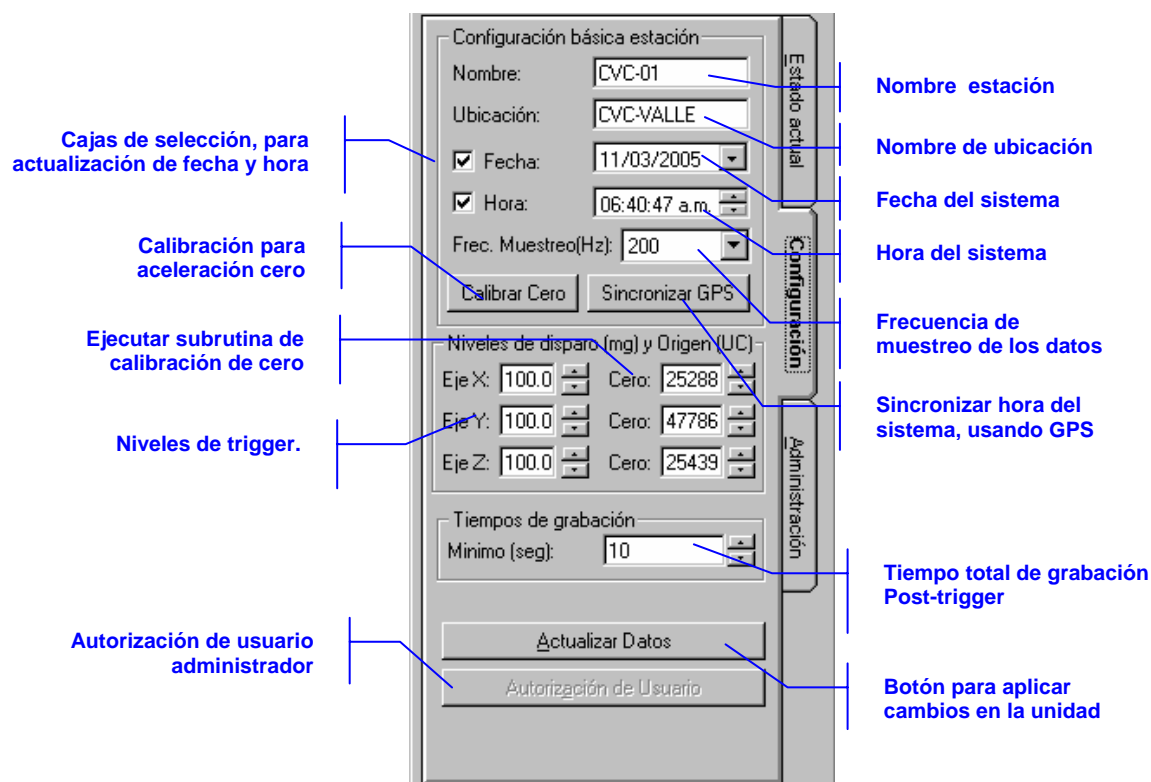 Configuración básica estación
Nombre: CVC-01
Ubicación: CVC-VALLE
Fecha: 11/03/2005
Hora: 06:40:47 a.m.
Frec. Muestreo(Hz): 200
Calibrar Cero Sincronizar GPS
Niveles de disparo (mg) y Origen (UC)
Eje X: 100.0 Cero: 25288
Eje Y: 100.0 Cero: 47786
Eje Z: 100.0 Cero: 25439
Tiempos de grabación
Minimo (seg): 10
Actualizar Datos
Autorización de Usuario
Estado actual
Configuración
Administración
Cajas de selección, para
actualización de fecha y hora
Calibración para
aceleración cero
Ejecutar subrutina de
calibración de cero
Niveles de trigger.
Autorización de usuario
administrador
Nombre estación
Nombre de ubicación
Fecha del sistema
Hora del sistema
Frecuencia de
muestreo de los datos
Sincronizar hora del
sistema, usando GPS
Tiempo total de grabación
Post-trigger
Botón para aplicar
cambios en la unidad